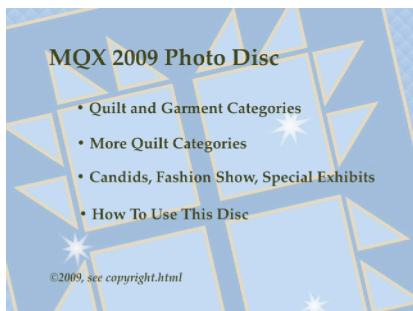 MQX 2009 Photo Disc
• Quilt and Garment Categories
• More Quilt Categories
• Candids, Fashion Show, Special Exhibits
• How To Use This Disc
©2009, see copyright.html